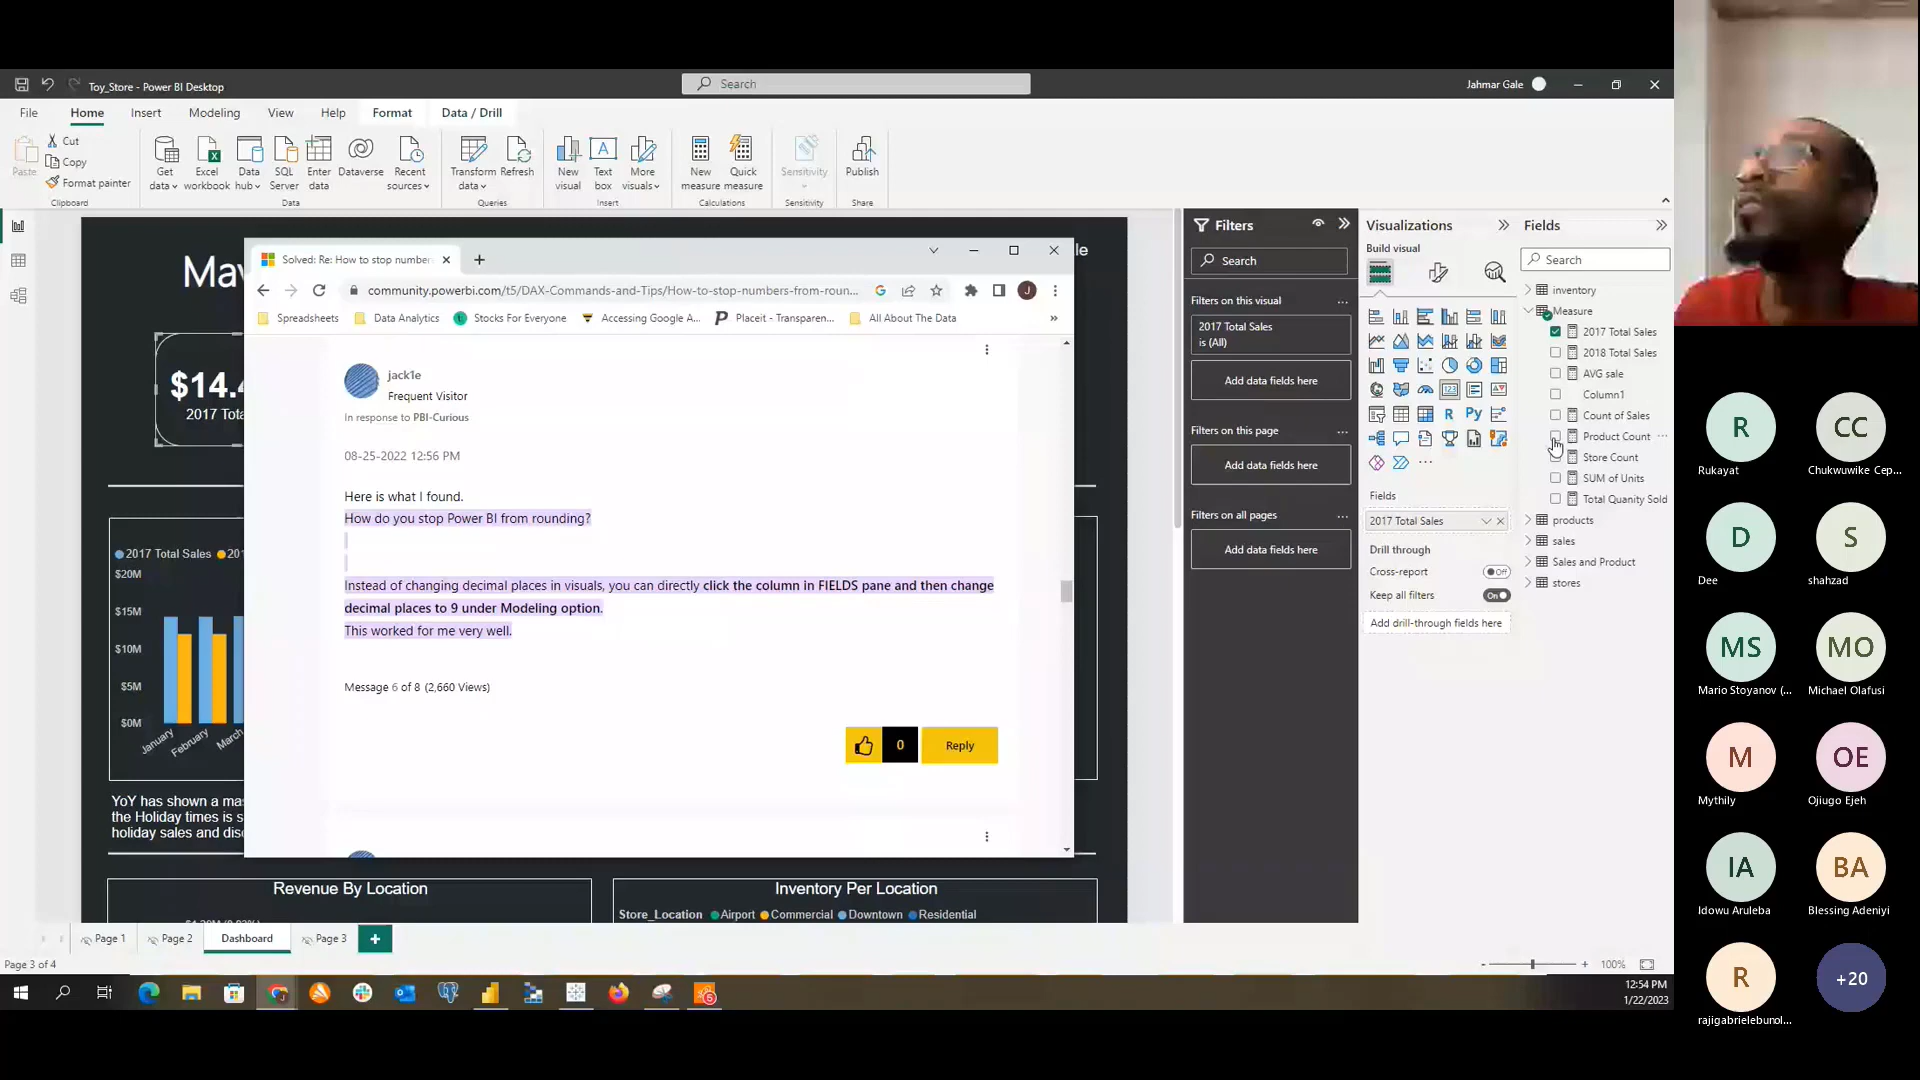 Toy_Store - Power BI Desktop
Search
Jahmar Gale
File
Home
Insert
Modeling
View
Help
Format
Data / Drill
Paste
Cut
Copy
Format painter
Clipboard
Get data
Excel workbook
Data hub
SQL Server
Enter data
Dataverse
Recent sources
Data
Transform data
Refresh
Queries
New visual
Text box
More visuals
Insert
New measure
Quick measure
Calculations
Sensitivity
Sensitivity
Publish
Share
Mav
le
$14.4
2017 Tota
2017 Total Sales
201
$20M
$15M
$10M
$5M
$0M
January
February
March
YoY has shown a ma
the Holiday times is s
holiday sales and disc
Revenue By Location
Inventory Per Location
Store_Location
Airport
Commercial
Downtown
Residential
Solved: Re: How to stop number
community.powerbi.com/t5/DAX-Commands-and-Tips/How-to-stop-numbers-from-roun...
J
Spreadsheets
Data Analytics
Stocks For Everyone
Accessing Google A...
Placeit - Transparen...
All About The Data
jack1e
Frequent Visitor
In response to PBI-Curious
08-25-2022 12:56 PM
Here is what I found.
How do you stop Power BI from rounding?
Instead of changing decimal places in visuals, you can directly click the column in FIELDS pane and then change
decimal places to 9 under Modeling option.
This worked for me very well.
Message 6 of 8 (2,660 Views)
0
Reply
Filters
Search
Filters on this visual
2017 Total Sales
is (All)
Add data fields here
Filters on this page
Add data fields here
Filters on all pages
Add data fields here
Visualizations
Build visual
123
R
Py
Fields
2017 Total Sales
Drill through
Cross-report
Off
Keep all filters
On
Add drill-through fields here
Fields
Search
inventory
Measure
2017 Total Sales
2018 Total Sales
AVG sale
Column1
Count of Sales
Product Count
Store Count
SUM of Units
Total Quanity Sold
products
sales
Sales and Product
stores
Page 1
Page 2
Dashboard
Page 3
Page 3 of 4
100%
12:54 PM
1/22/2023
5
R
Rukayat
CC
Chukwuwike Cep...
D
Dee
S
shahzad
MS
Mario Stoyanov (...
MO
Michael Olafusi
M
Mythily
OE
Ojiugo Ejeh
IA
Idowu Aruleba
BA
Blessing Adeniyi
R
rajigabrielebunol...
+20